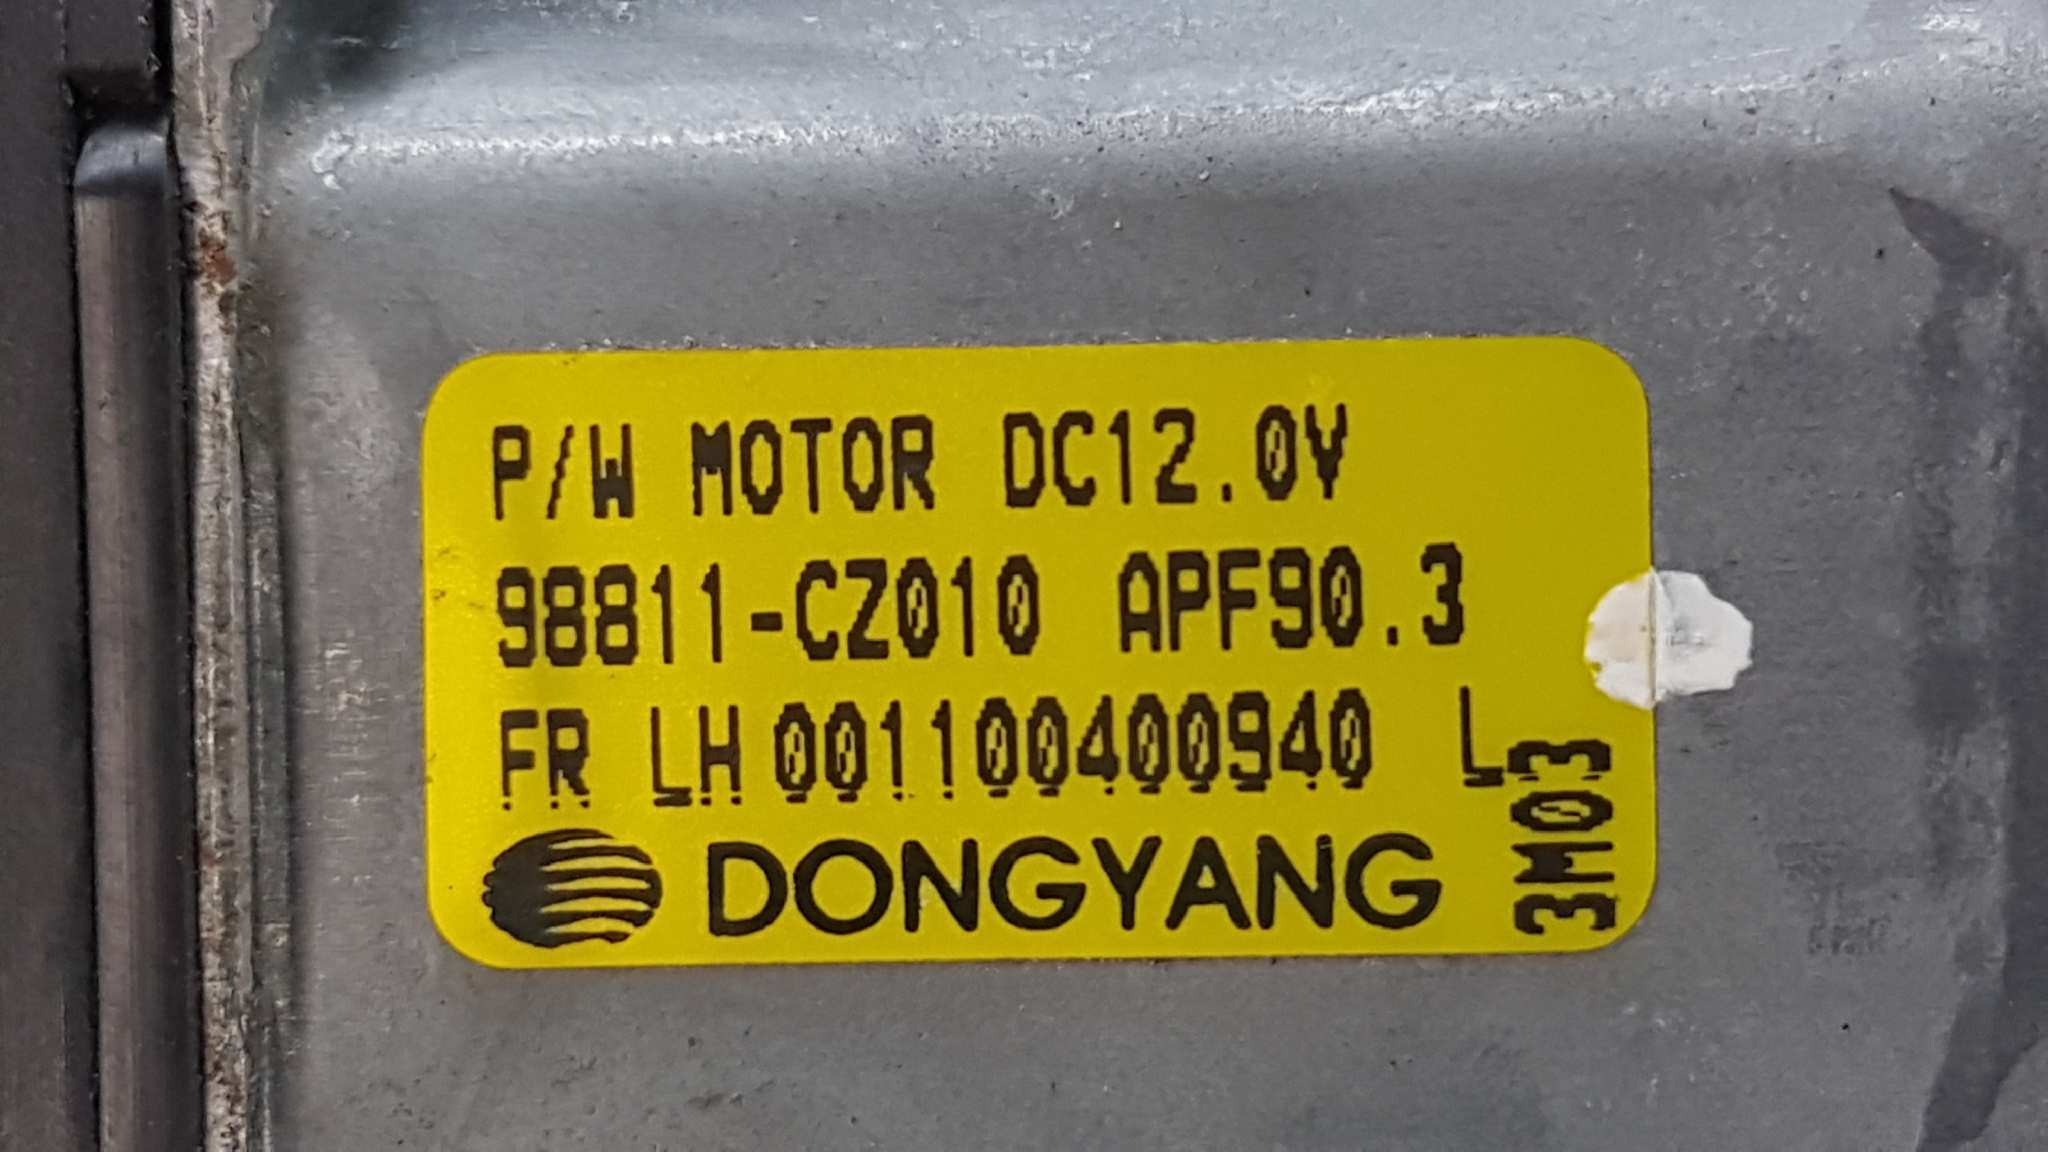 P/W MOTOR DC12.0V
98811-CZ010 APF90.3
FR LH 001100400940 L
DONGYANG
3M03